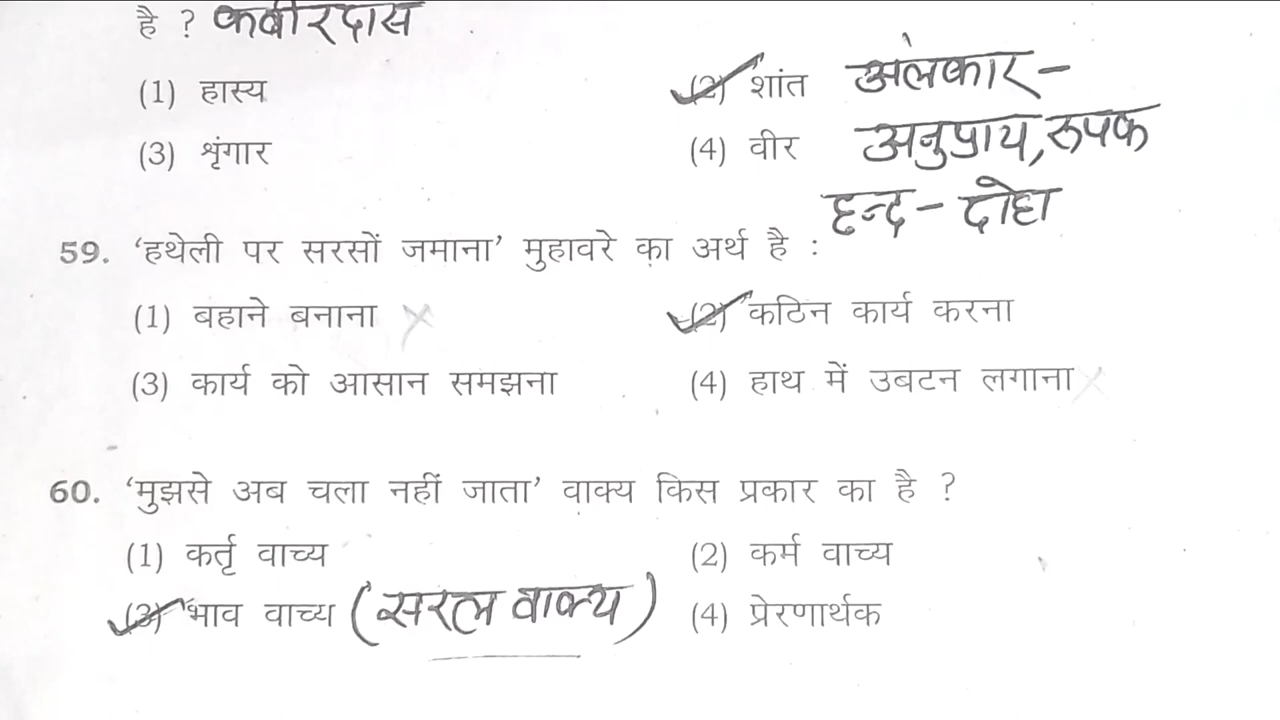 है ? कबीरदास
(1) हास्य
(2) शांत अलंकार –
(3) शृंगार
(4) वीर अनुप्राय, रूपक
छन्द – दोहा
59. 'हथेली पर सरसों जमाना' मुहावरे का अर्थ है :
(1) बहाने बनाना
(2) कठिन कार्य करना
(3) कार्य को आसान समझना
(4) हाथ में उबटन लगाना
60. 'मुझसे अब चला नहीं जाता' वाक्य किस प्रकार का है ?
(1) कर्तृ वाच्य
(2) कर्म वाच्य
(3) भाव वाच्य (सरल वाक्य)
(4) प्रेरणार्थक